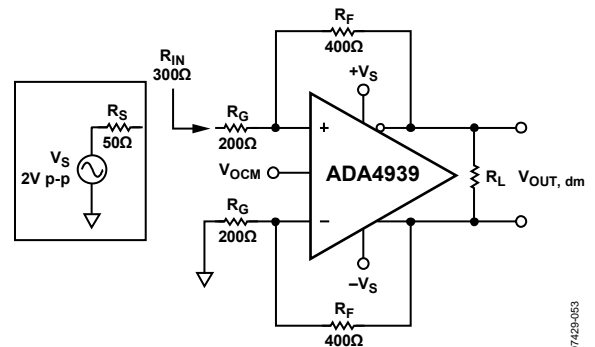 RF
400Ω
RIN
300Ω
+VS
RS
50Ω
VS
2V p-p
RG
200Ω
+
VOCM
ADA4939
RL
VOUT, dm
RG
200Ω
–
–VS
RF
400Ω
07429-053